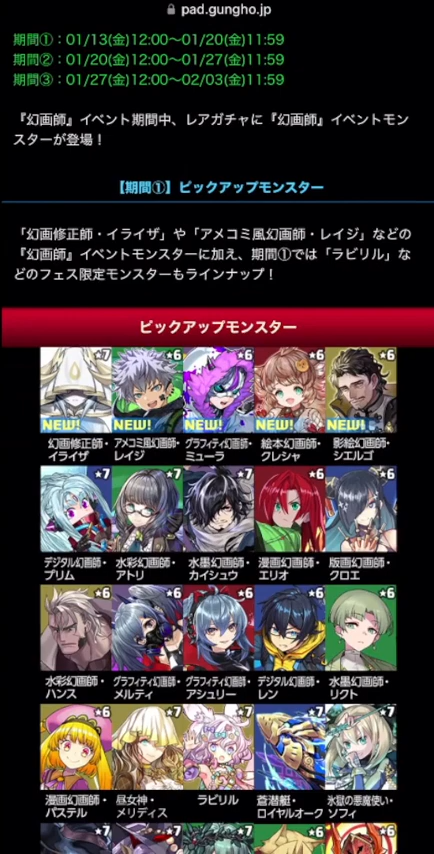 pad.gungho.jp
期間①：01/13(金)12:00〜01/20(金)11:59
期間②：01/20(金)12:00〜01/27(金)11:59
期間③：01/27(金)12:00〜02/03(金)11:59
『幻画師』イベント期間中、レアガチャに『幻画師』イベントモン
スターが登場！
【期間①】ピックアップモンスター
「幻画修正師・イライザ」や「アメコミ風幻画師・レイジ」などの
『幻画師』イベントモンスターに加え、期間①では「ラビリル」な
どのフェス限定モンスターもラインナップ！
ピックアップモンスター
★7 ★6 ★6 ★6 ★6
NEW! NEW! NEW! NEW! NEW!
幻画修正師・ アメコミ風幻画師・ グラフィティ幻画師・ 絵本幻画師・ 影絵幻画師・
イライザ レイジ ミューラ クレシャ シエルゴ
★7 ★7 ★7 ★6 ★6
デジタル幻画師・ 水彩幻画師・ 水墨幻画師・ 漫画幻画師・ 版画幻画師・
プリム アトリ カイシュウ エリオ クロエ
★6 ★6 ★6 ★6 ★6
水彩幻画師・ グラフィティ幻画師・ グラフィティ幻画師・ デジタル幻画師・ 水墨幻画師・
ハンス メルティ アシュリー レン リクト
★6 ★7 ★7 ★7 ★7
漫画幻画師・ 昼女神・ ラビリル 蒼潜艇・ 氷獄の悪魔使い・
パステル メリディス ロイヤルオーク ソフィ
★7 ★7 ★7 ★6 ★6